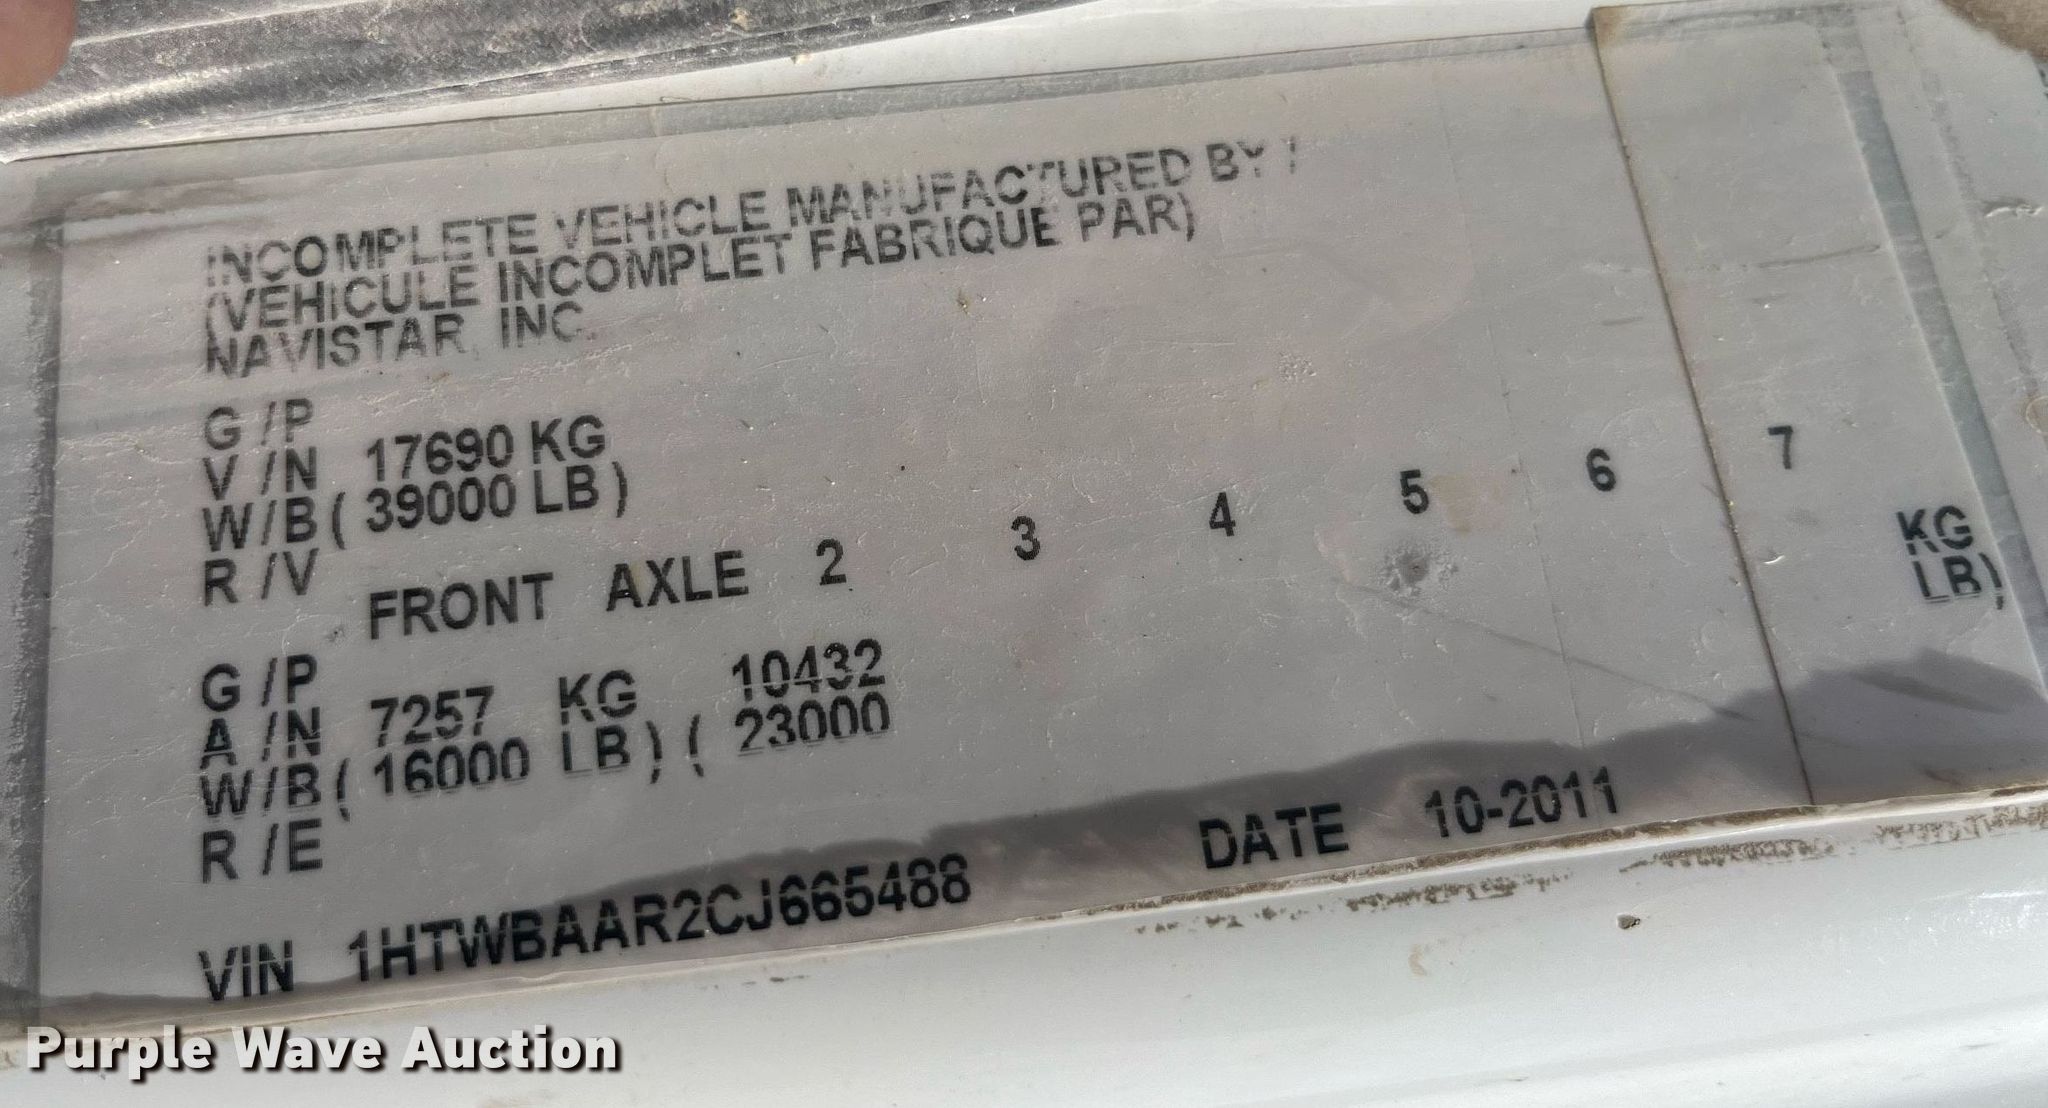 INCOMPLETE VEHICLE MANUFACTURED BY /
(VEHICULE INCOMPLET FABRIQUE PAR)
NAVISTAR, INC.
G /P
V /N 17690 KG
W/B ( 39000 LB )
R /V
FRONT AXLE 2 3 4 5 6 7
KG
LB)
G /P
A /N 7257 KG 10432
W/B ( 16000 LB ) ( 23000
R /E
VIN 1HTWBAAR2CJ665488 DATE 10-2011
Purple Wave Auction